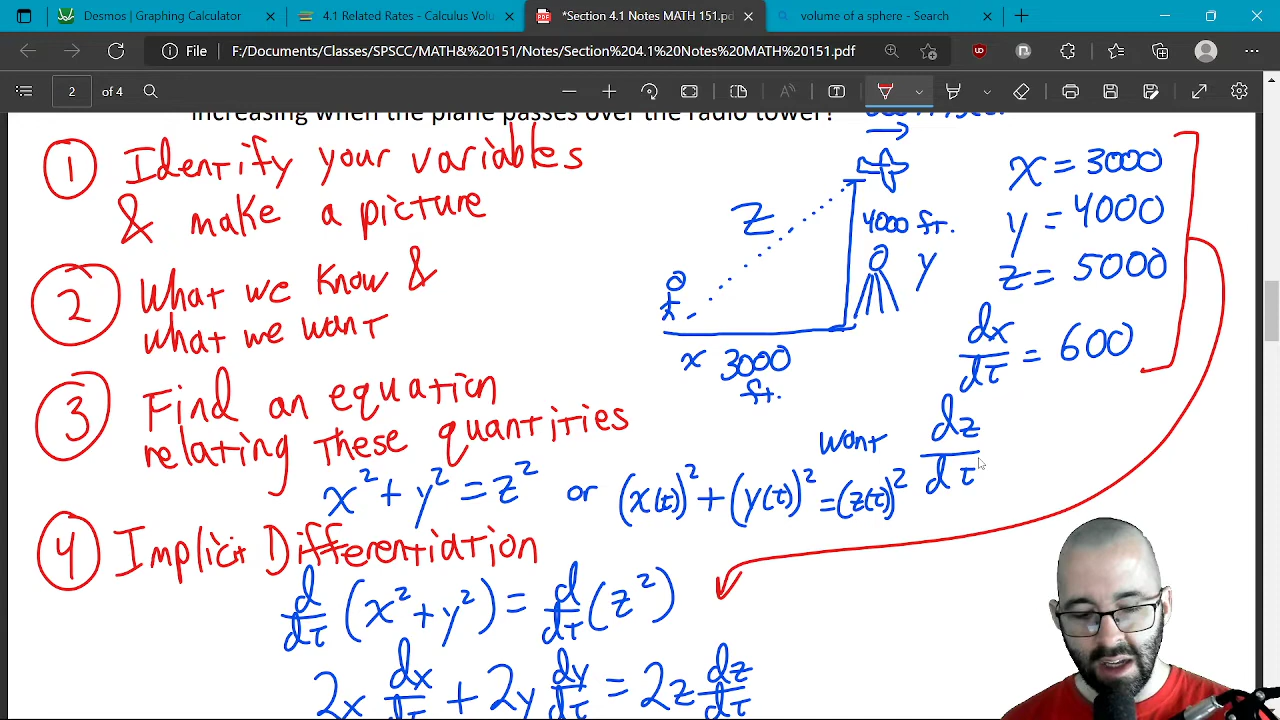 Desmos | Graphing Calculator
4.1 Related Rates - Calculus Volu
*Section 4.1 Notes MATH 151.pd
volume of a sphere - Search
File
F:/Documents/Classes/SPSCC/MATH&%20151/Notes/Section%204.1%20Notes%20MATH%20151.pdf
2 of 4
increasing when the plane passes over the radio tower?
1 Identify your variables
& make a picture
2 What we know &
what we want
3 Find an equation
relating these quantities
x² + y² = z² or (x(t))² + (y(t))² = (z(t))²
4 Implicit Differentiation
d/dt (x² + y²) = d/dt (z²)
2x dx/dt + 2y dy/dt = 2z dz/dt
z
4000 ft.
y
x 3000
ft.
x = 3000
y = 4000
z = 5000
dx/dt = 600
want dz/dt